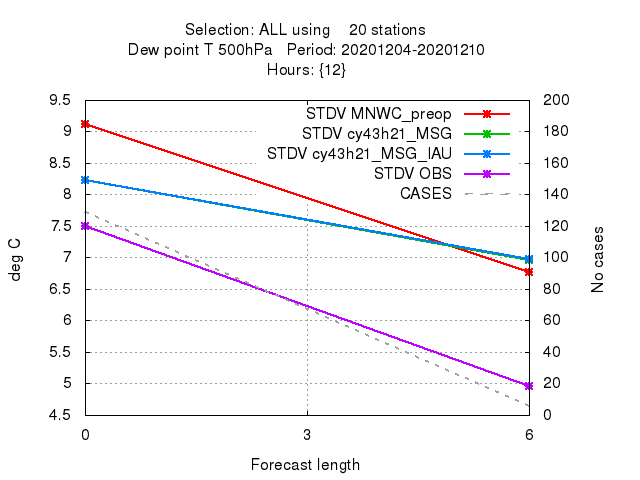 Selection: ALL using    20 stations
Dew point T 500hPa   Period: 20201204-20201210
Hours: {12}
9.5
9
8.5
8
7.5
7
6.5
6
5.5
5
4.5
200
180
160
140
120
100
80
60
40
20
0
STDV MNWC_preop
STDV cy43h21_MSG
STDV cy43h21_MSG_IAU
STDV OBS
CASES
deg C
No cases
0
3
6
Forecast length